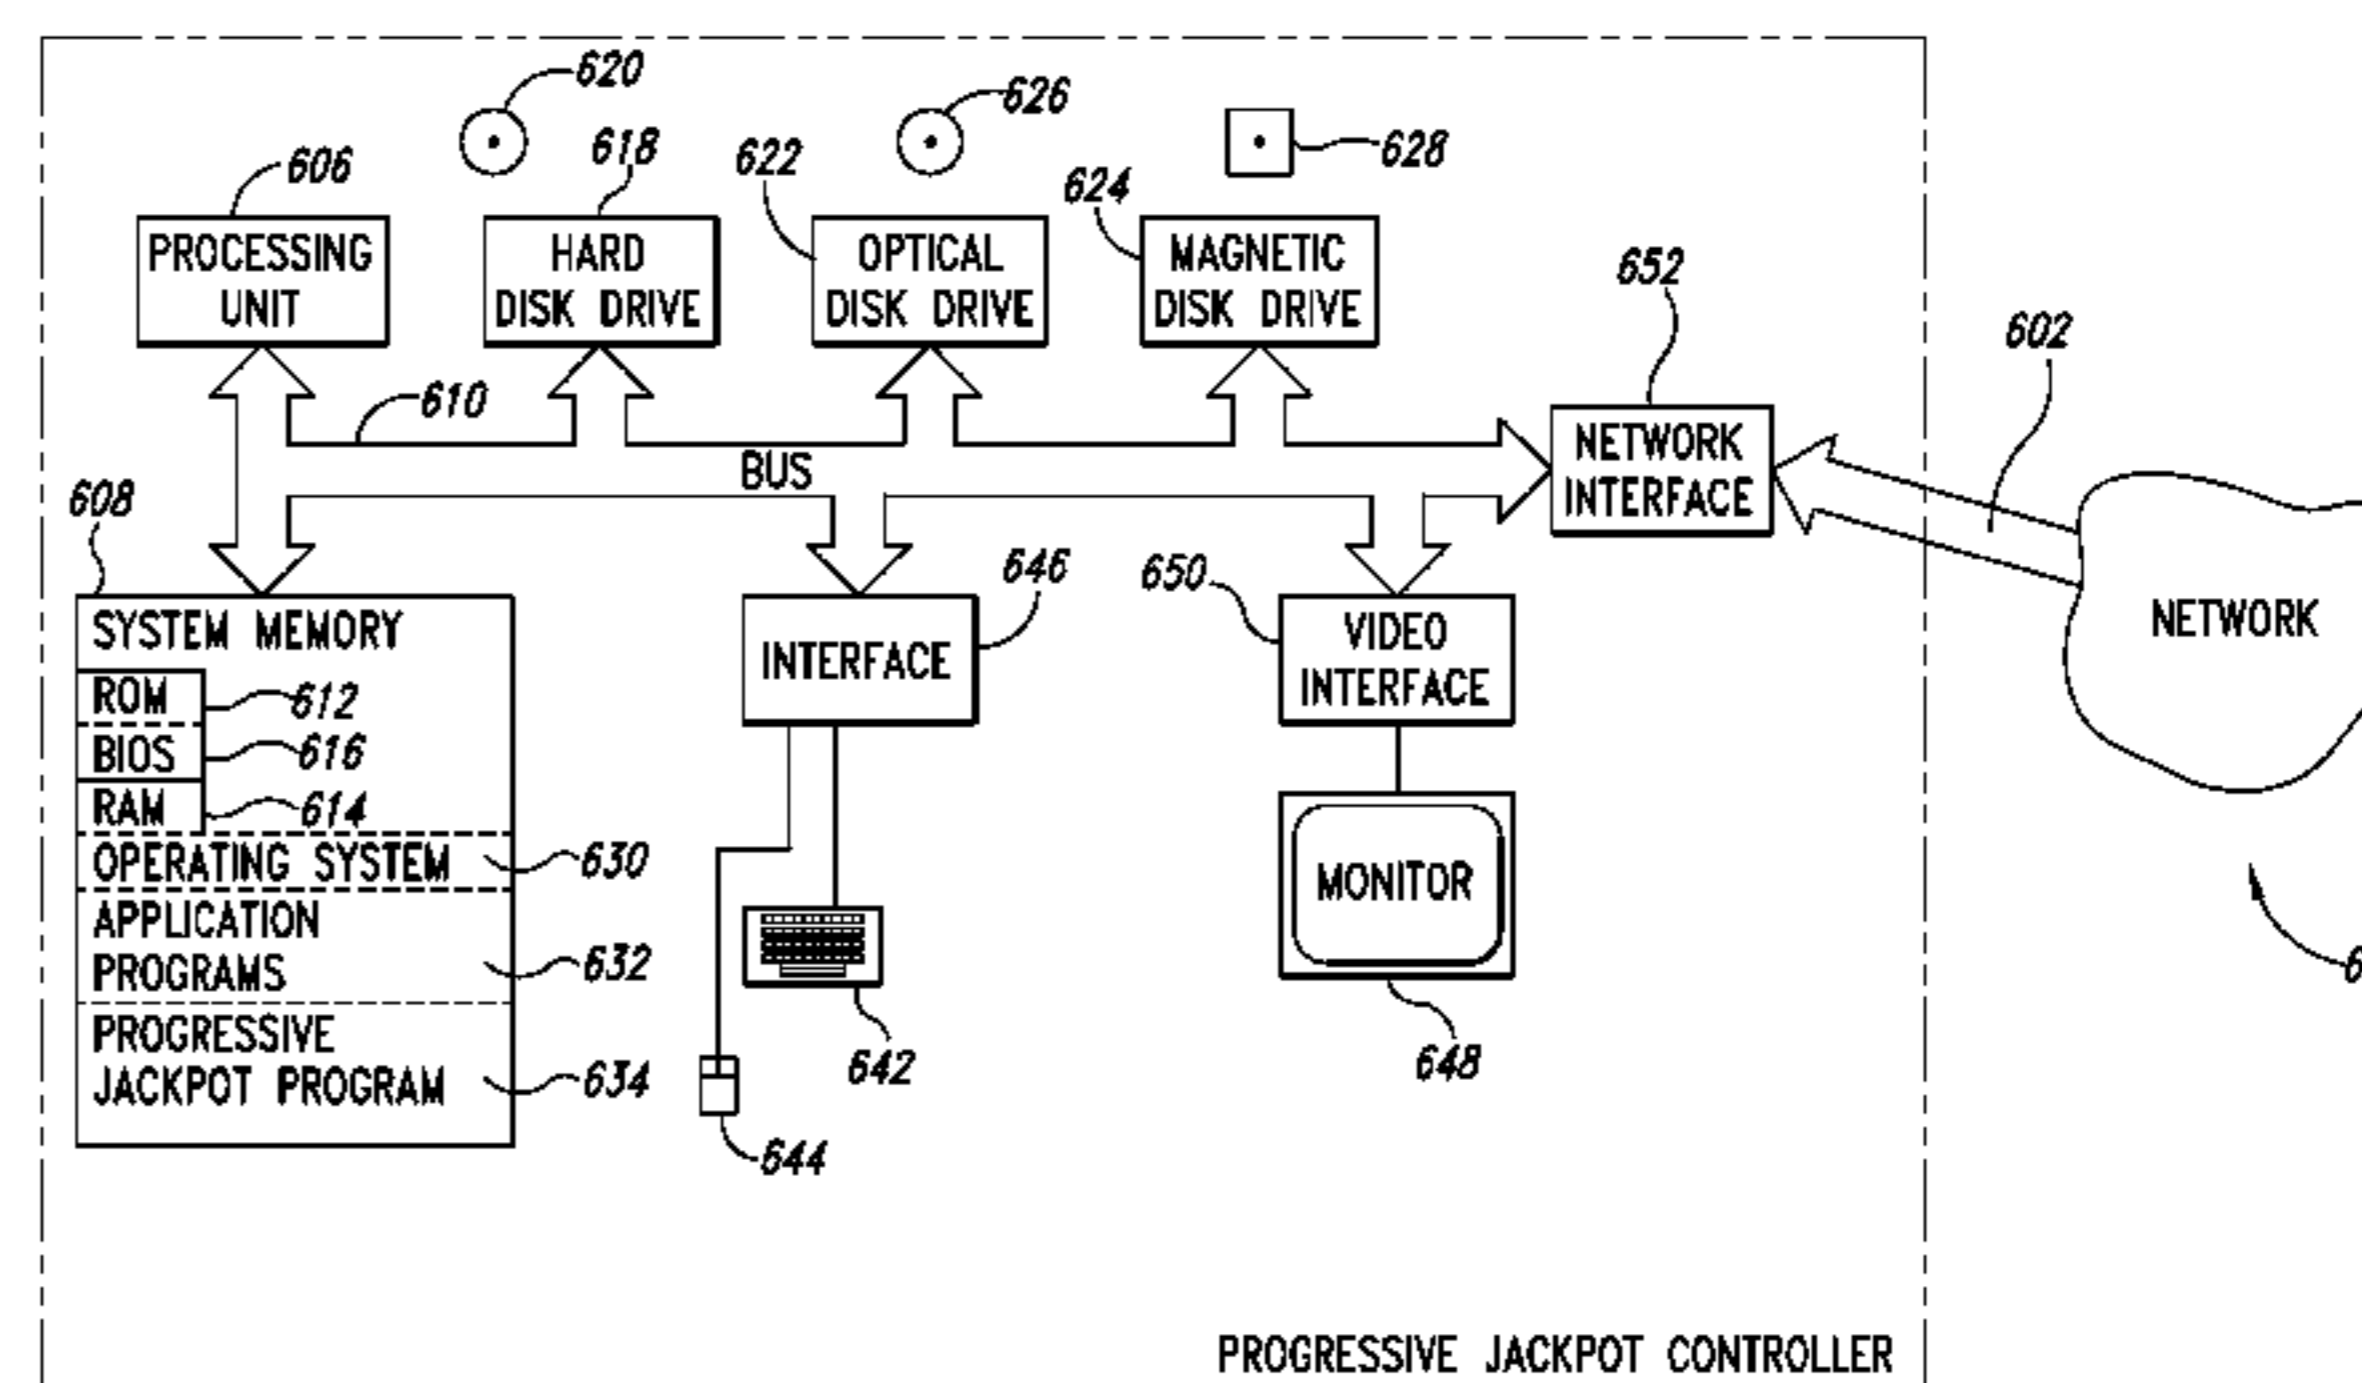 620
626
618
628
622
606
624
PROCESSING
UNIT
HARD
DISK DRIVE
OPTICAL
DISK DRIVE
MAGNETIC
DISK DRIVE
652
602
610
NETWORK
INTERFACE
BUS
608
646
650
SYSTEM MEMORY
INTERFACE
VIDEO
INTERFACE
NETWORK
ROM
612
BIOS
616
RAM
614
OPERATING SYSTEM
630
MONITOR
APPLICATION
PROGRAMS
632
PROGRESSIVE
JACKPOT PROGRAM
634
642
648
644
PROGRESSIVE JACKPOT CONTROLLER